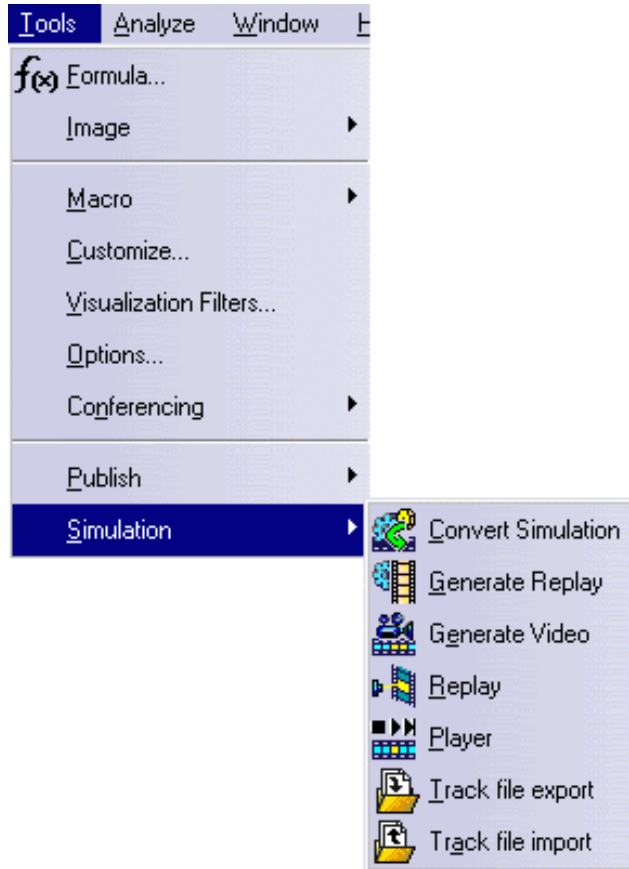 Tools Analyze Window H
f(x) Formula...
Image
Macro
Customize...
Visualization Filters...
Options...
Conferencing
Publish
Simulation
Convert Simulation
Generate Replay
Generate Video
Replay
Player
Track file export
Track file import